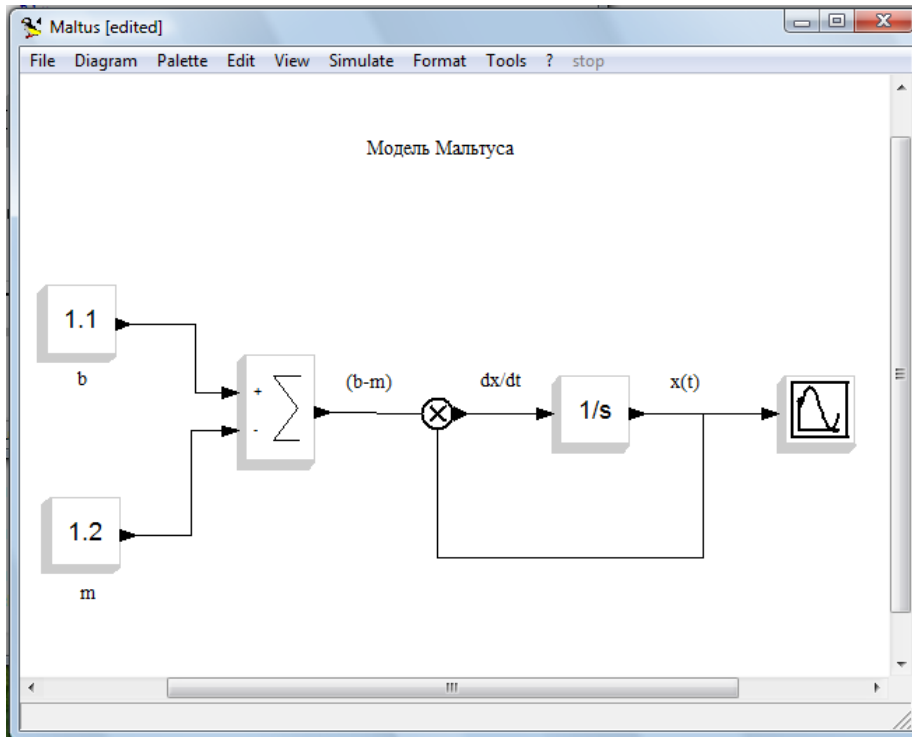 Maltus [edited]
File Diagram Palette Edit View Simulate Format Tools ? stop
Модель Мальтуса
1.1
b
+
-
(b-m)
dx/dt
1/s
x(t)
1.2
m